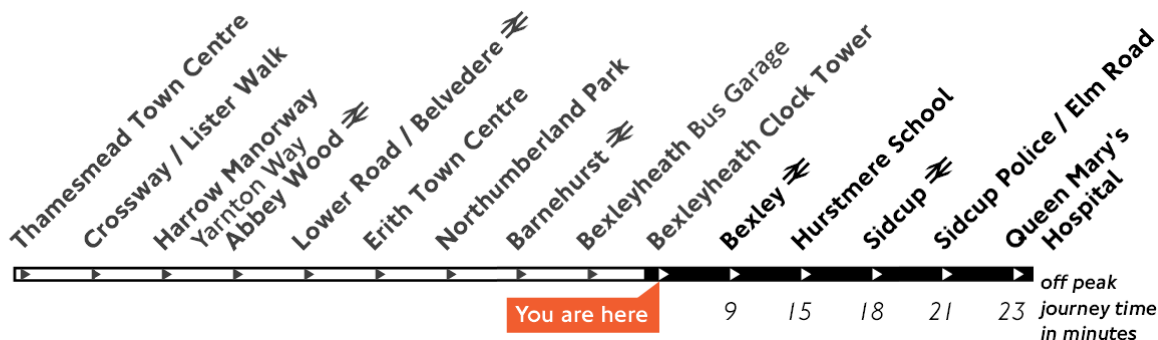 Thamesmead Town Centre
Crossway / Lister Walk
Harrow Manorway
Yarnton Way
Abbey Wood
Lower Road / Belvedere
Erith Town Centre
Northumberland Park
Barnehurst
Bexleyheath Bus Garage
Bexleyheath Clock Tower
Bexley
Hurstmere School
Sidcup
Sidcup Police / Elm Road
Queen Mary's
Hospital
You are here
9 15 18 21 23
off peak
journey time
in minutes